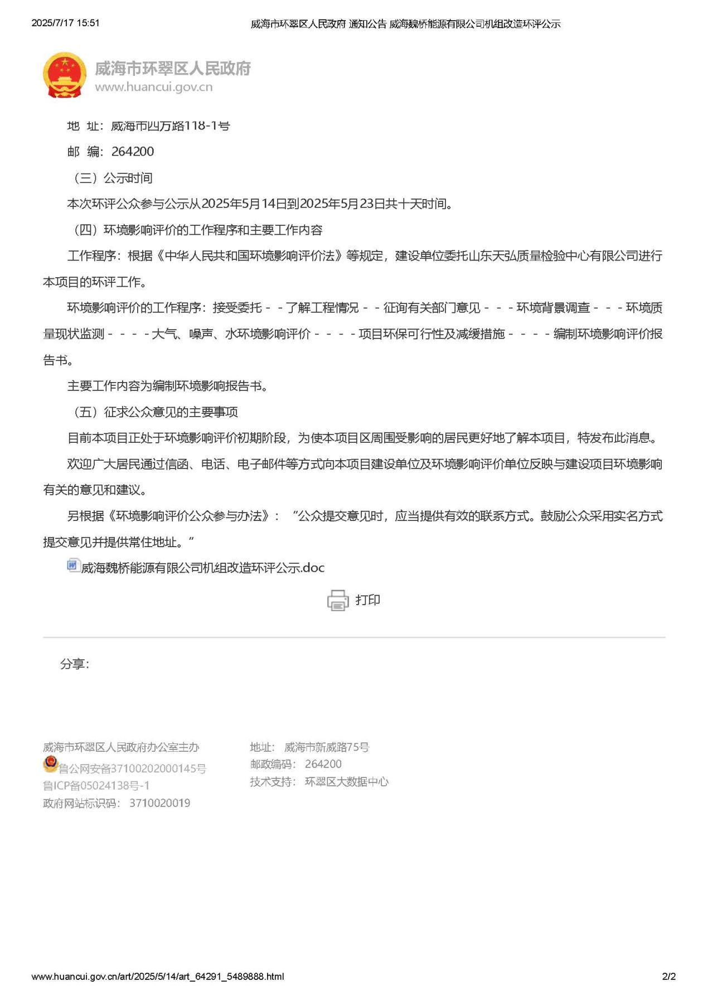 2025/7/17 15:51
威海市环翠区人民政府 通知公告 威海魏桥能源有限公司机组改造环评公示
威海市环翠区人民政府
www.huancui.gov.cn
地 址：威海市四方路118-1号
邮 编：264200
（三）公示时间
本次环评公众参与公示从2025年5月14日到2025年5月23日共十天时间。
（四）环境影响评价的工作程序和主要工作内容
工作程序：根据《中华人民共和国环境影响评价法》等规定，建设单位委托山东天弘质量检验中心有限公司进行
本项目的环评工作。
环境影响评价的工作程序：接受委托- -了解工程情况- -征询有关部门意见- - -环境背景调查- - -环境质
量现状监测- - - -大气、噪声、水环境影响评价- - - -项目环保可行性及减缓措施- - - -编制环境影响评价报
告书。
主要工作内容为编制环境影响报告书。
（五）征求公众意见的主要事项
目前本项目正处于环境影响评价初期阶段，为使本项目区周围受影响的居民更好地了解本项目，特发布此消息。
欢迎广大居民通过信函、电话、电子邮件等方式向本项目建设单位及环境影响评价单位反映与建设项目环境影响
有关的意见和建议。
另根据《环境影响评价公众参与办法》：“公众提交意见时，应当提供有效的联系方式。鼓励公众采用实名方式
提交意见并提供常住地址。”
威海魏桥能源有限公司机组改造环评公示.doc
打印
分享：
威海市环翠区人民政府办公室主办
鲁公网安备37100202000145号
鲁ICP备05024138号-1
政府网站标识码： 3710020019
地址： 威海市新威路75号
邮政编码： 264200
技术支持： 环翠区大数据中心
www.huancui.gov.cn/art/2025/5/14/art_64291_5489888.html
2/2